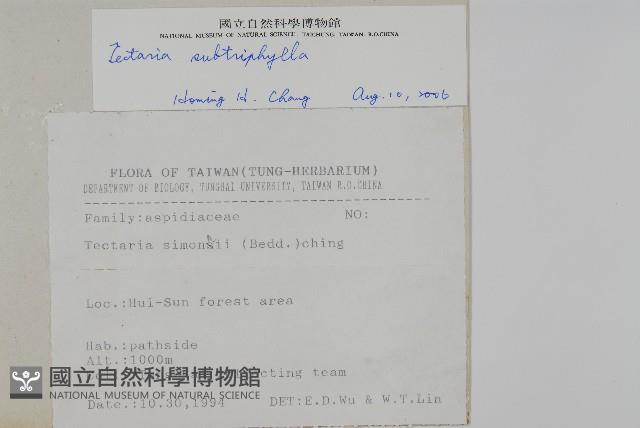 國立自然科學博物館
NATIONAL MUSEUM OF NATURAL SCIENCE, TAICHUNG, TAIWAN, R.O.CHINA
Tectaria subtriphylla
Homing H. Chang Aug. 10, 2006
FLORA OF TAIWAN(TUNG-HERBARIUM)
DEPARTMENT OF BIOLOGY, TUNGHAI UNIVERSITY, TAIWAN R.O.CHINA
Family:aspidiaceae NO:
Tectaria simonsii (Bedd.)ching
Loc.:Hui-Sun forest area
Hab.:pathside
Alt.:1000m
team
Date.:10.30,1994 DET:E.D.Wu & W.T.Lin
國立自然科學博物館
NATIONAL MUSEUM OF NATURAL SCIENCE